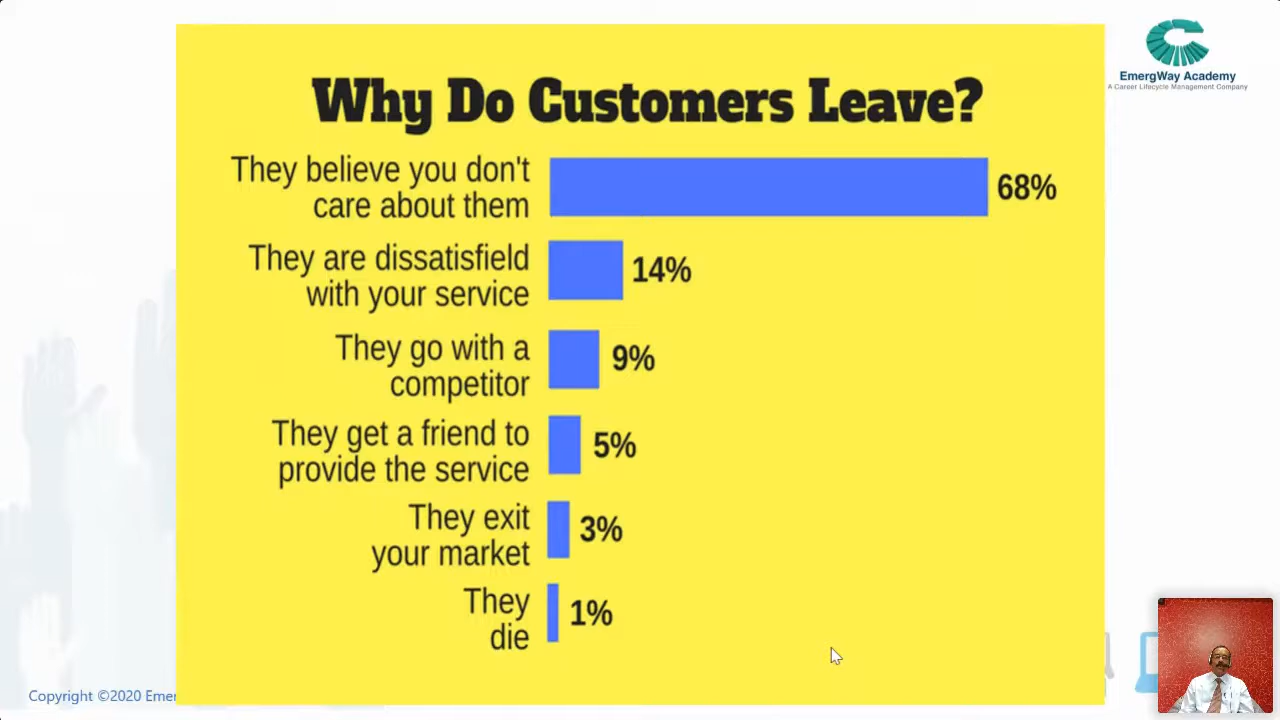 EmergWay Academy
A Career Lifecycle Management Company
Why Do Customers Leave?
They believe you don't
care about them
68%
They are dissatisfield
with your service
14%
They go with a
competitor
9%
They get a friend to
provide the service
5%
They exit
your market
3%
They
die
1%
Copyright ©2020 Emer